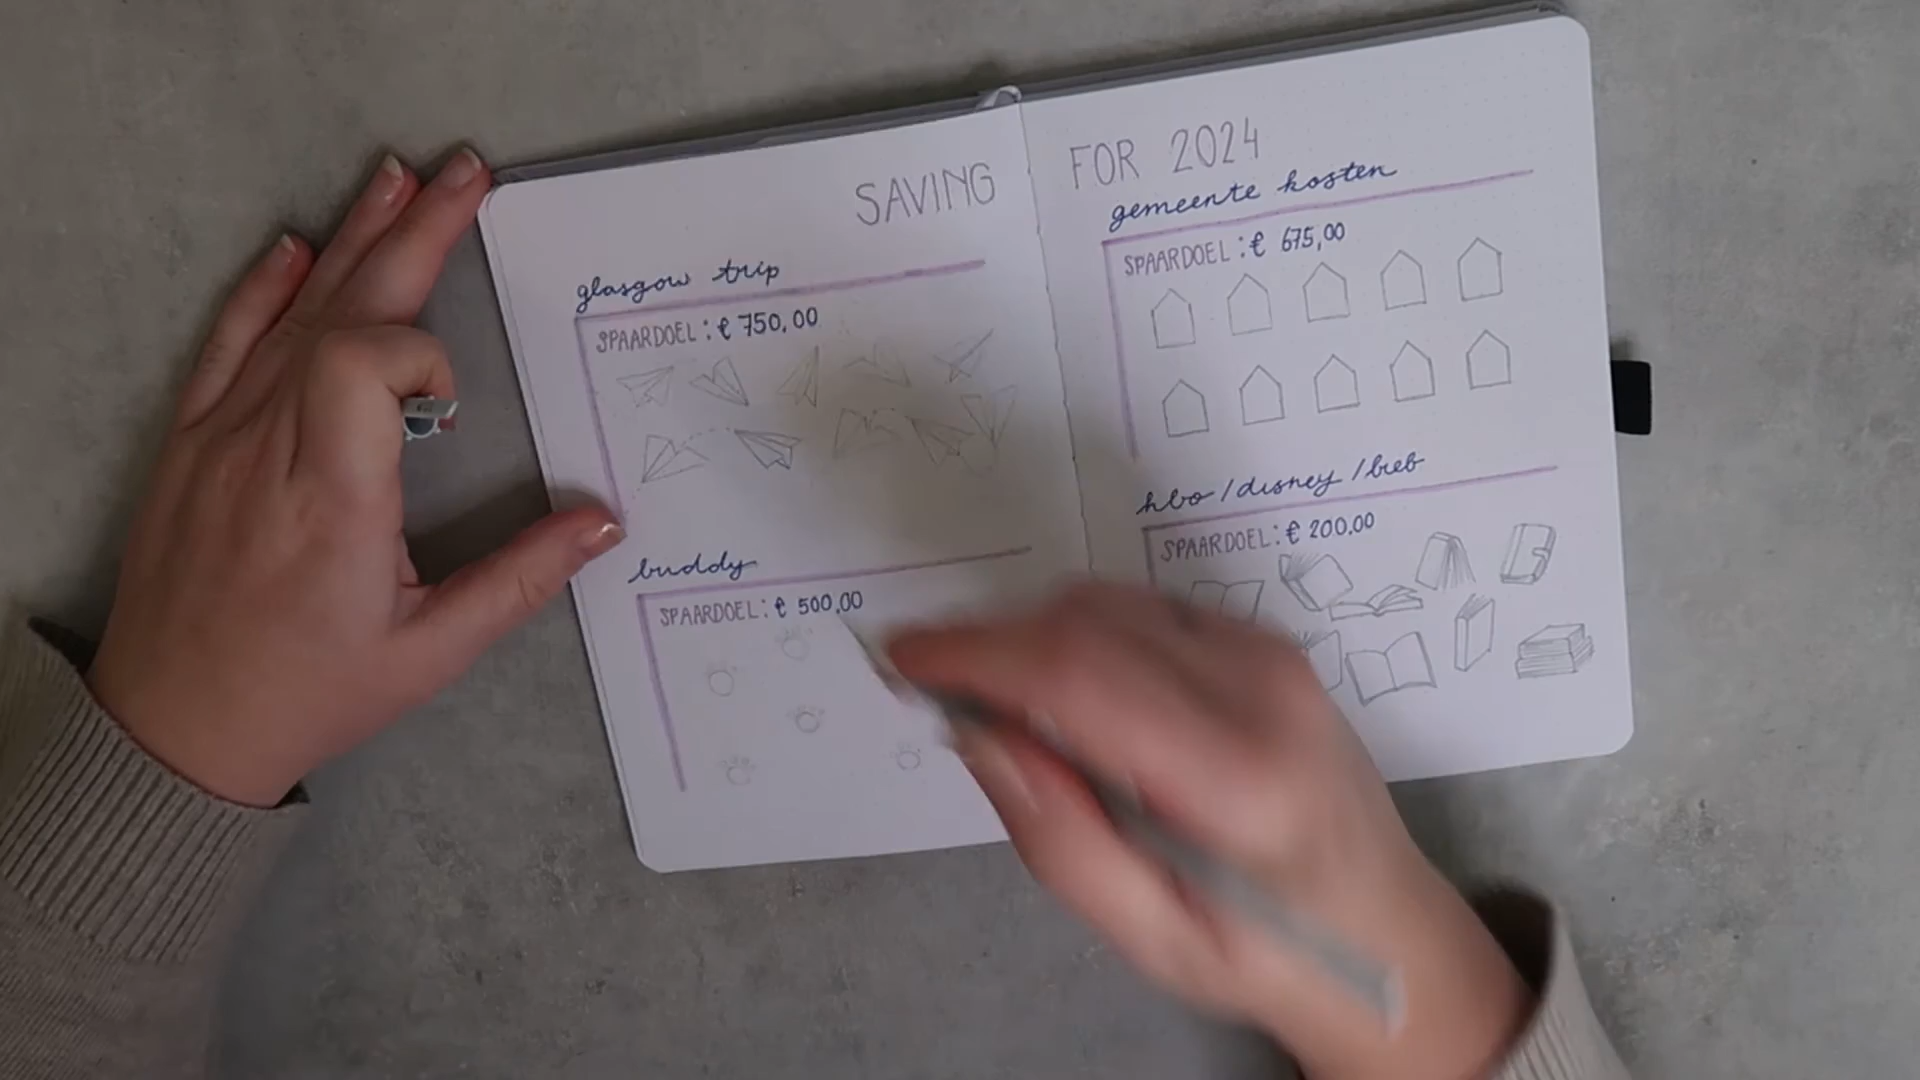 SAVING FOR 2024
glasgow trip
SPAARDOEL: € 750,00
buddy
SPAARDOEL: € 500,00
gemeente kosten
SPAARDOEL: € 675,00
hbo / disney / bieb
SPAARDOEL: € 200,00